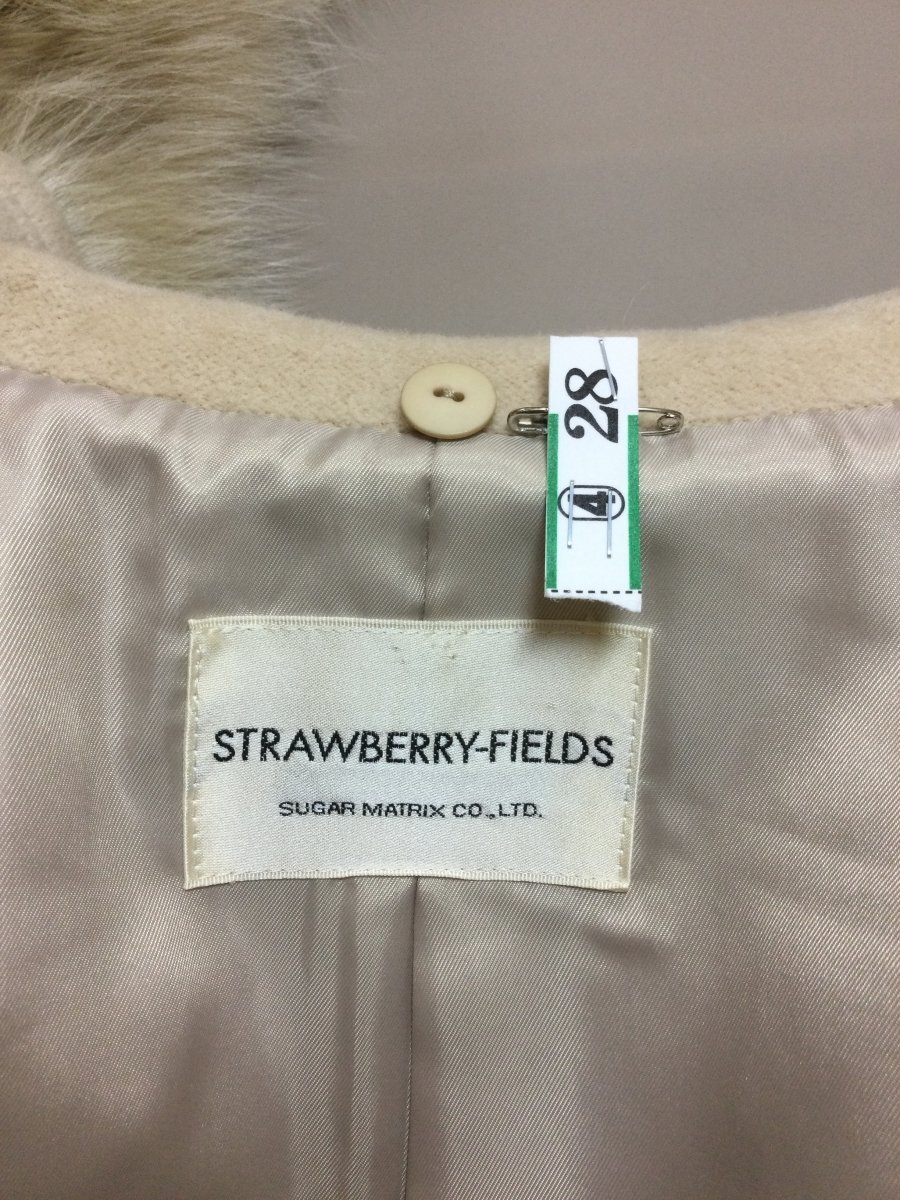 28
4
STRAWBERRY-FIELDS
SUGAR MATRIX CO.,LTD.